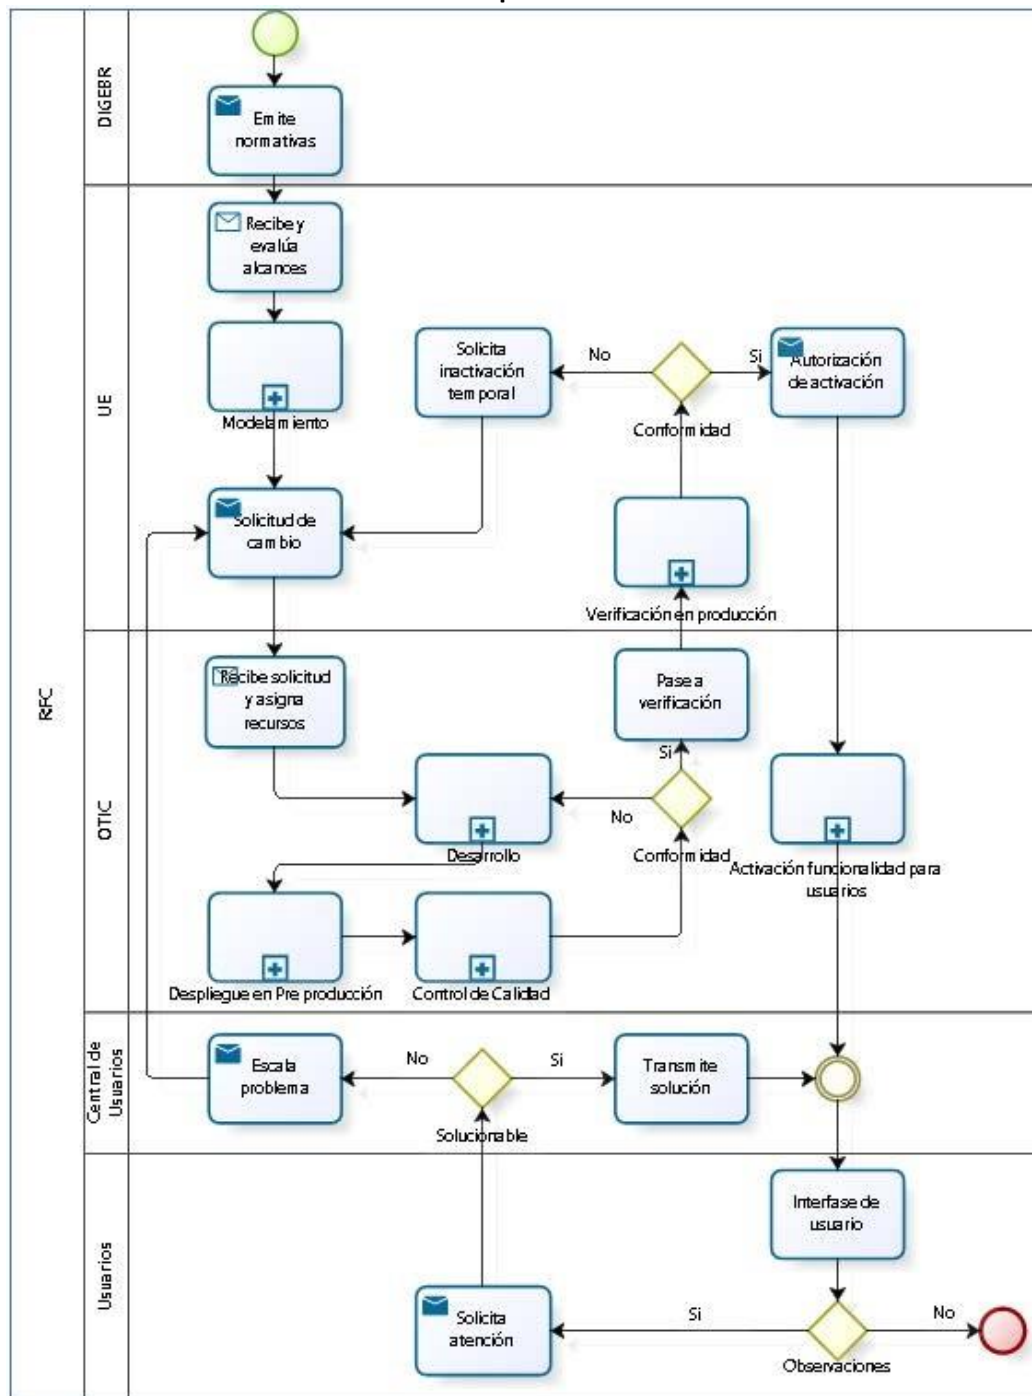 RFC
DIGEBR
Emite
normativas
UE
Recibe y
evalúa
alcances
Modelamiento
Solicita
inactivación
temporal
No
Si
Conformidad
Autorización
de activación
Solicitud de
cambio
Verificación en producción
OTIC
Recibe solicitud
y asigna
recursos
Pase a
verificación
Si
No
Conformidad
Desarrollo
Activación funcionalidad para
usuarios
Despliegue en Pre producción
Control de Calidad
Central de
Usuarios
Escala
problema
No
Si
Solucionable
Transmite
solución
Usuarios
Interfase de
usuario
Solicita
atención
Si
No
Observaciones